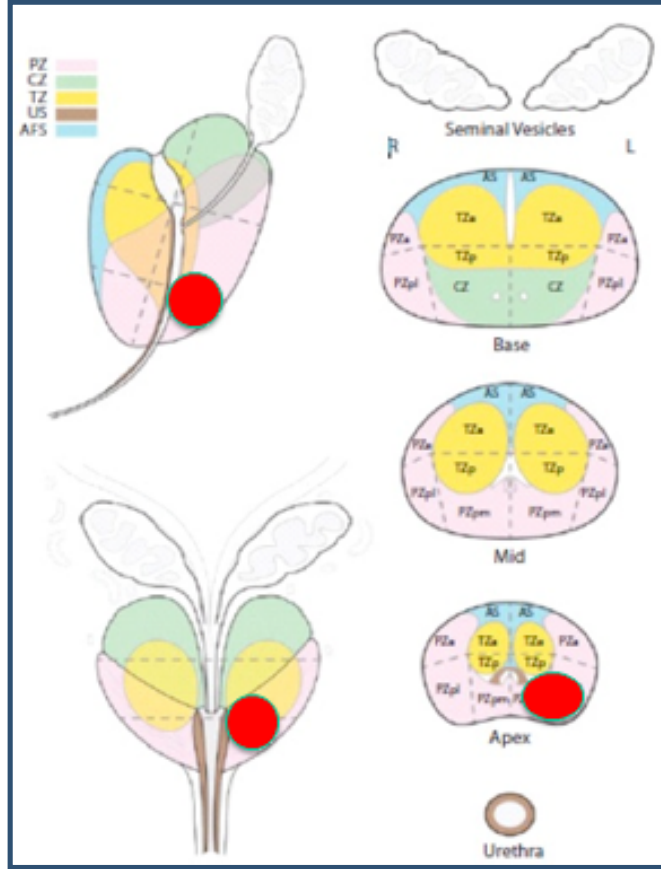 PZ
CZ
TZ
US
AFS
Seminal Vesicles
R L
AS AS
TZa TZa
PZa PZa
TZp TZp
PZpl CZ CZ PZpl
Base
AS AS
TZa TZa
PZa PZa
TZp TZp
PZpl PZpl
PZpm PZpm
Mid
AS AS
PZa TZa TZa PZa
TZp TZp
PZpl PZpm
Apex
Urethra